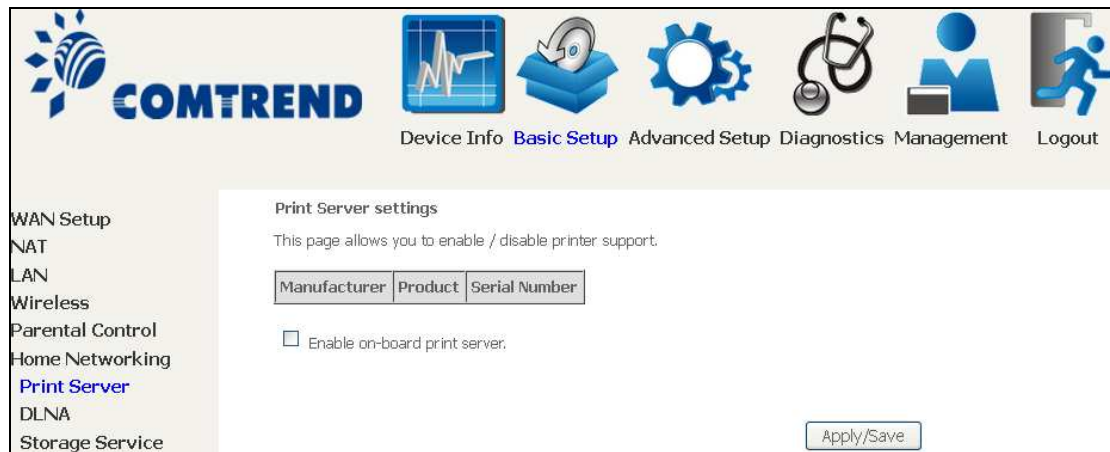 COMTREND
Device Info Basic Setup Advanced Setup Diagnostics Management Logout
WAN Setup
NAT
LAN
Wireless
Parental Control
Home Networking
Print Server
DLNA
Storage Service
Print Server settings
This page allows you to enable / disable printer support.
Manufacturer Product Serial Number
Enable on-board print server.
Apply/Save